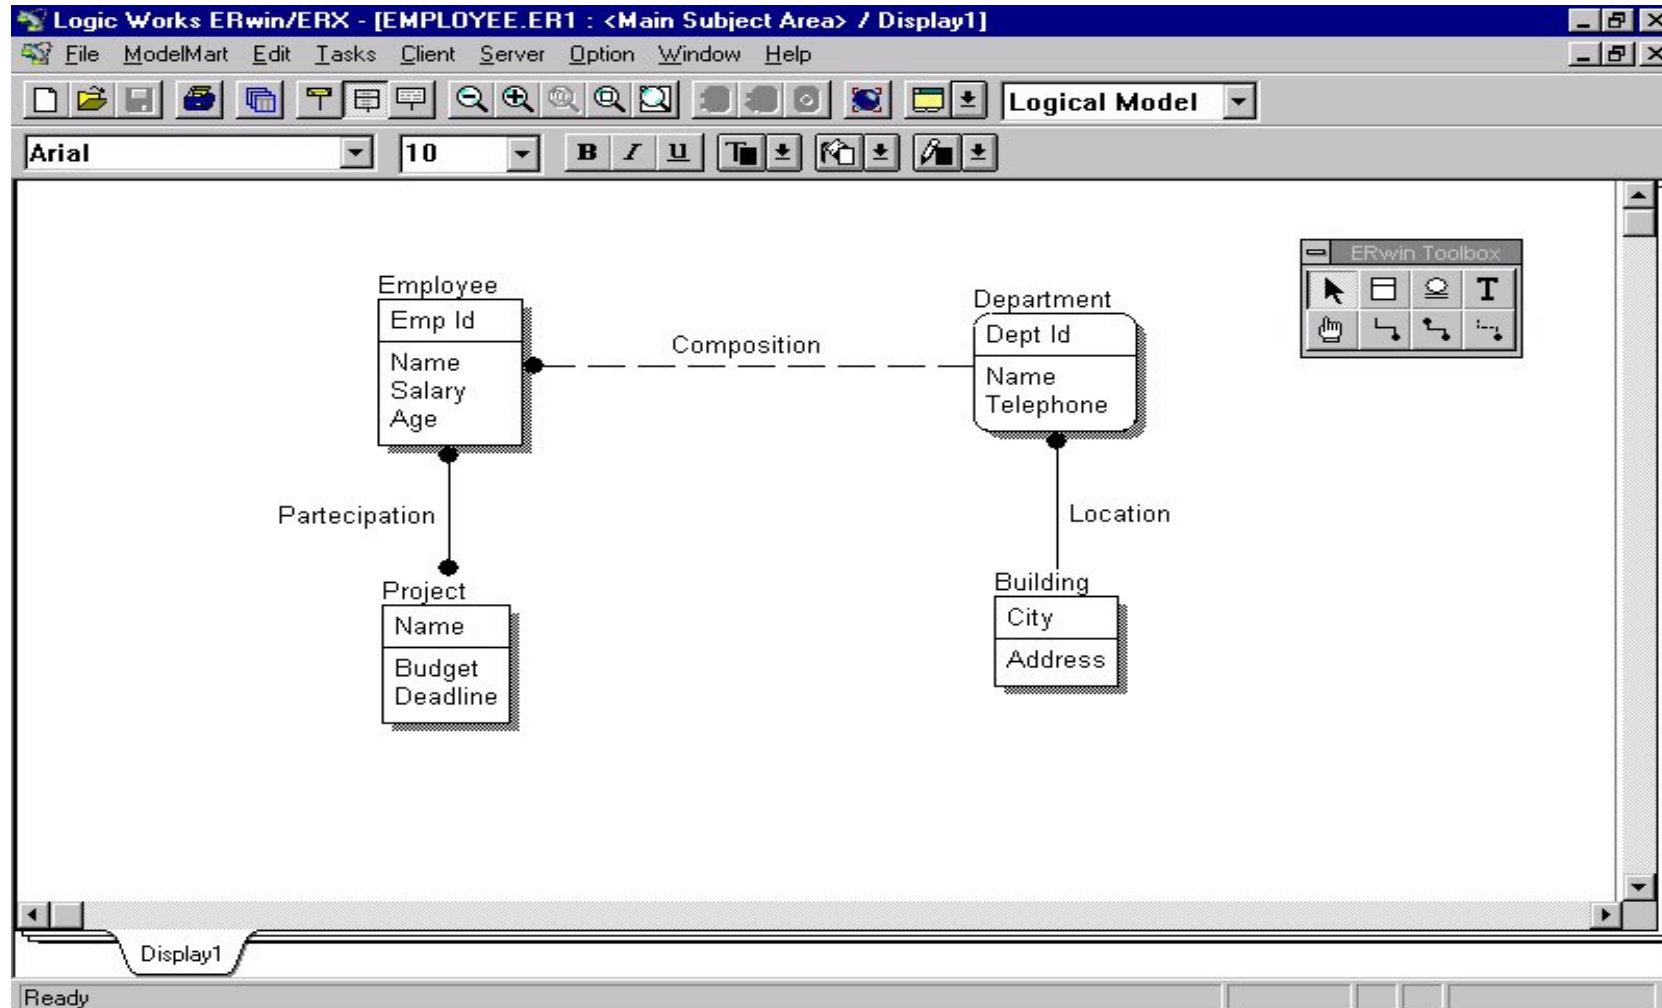 Logic Works ERwin/ERX - [EMPLOYEE.ER1 : <Main Subject Area> / Display1]
File ModelMart Edit Tasks Client Server Option Window Help
Logical Model
Arial 10 B I U T
ERwin Toolbox
T
Employee
Emp Id
Name
Salary
Age
Composition
Department
Dept Id
Name
Telephone
Partecipation
Location
Project
Name
Budget
Deadline
Building
City
Address
Display1
Ready